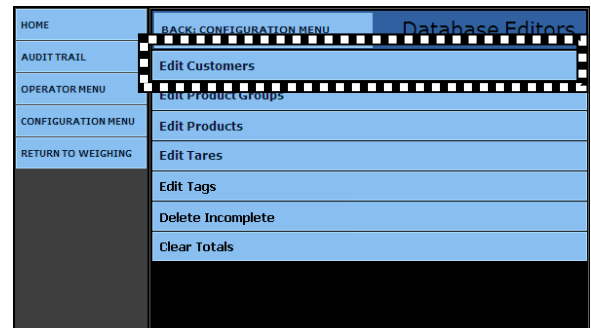 HOME
AUDIT TRAIL
OPERATOR MENU
CONFIGURATION MENU
RETURN TO WEIGHING
BACK: CONFIGURATION MENU
Database Editors
Edit Customers
Edit Product Groups
Edit Products
Edit Tares
Edit Tags
Delete Incomplete
Clear Totals